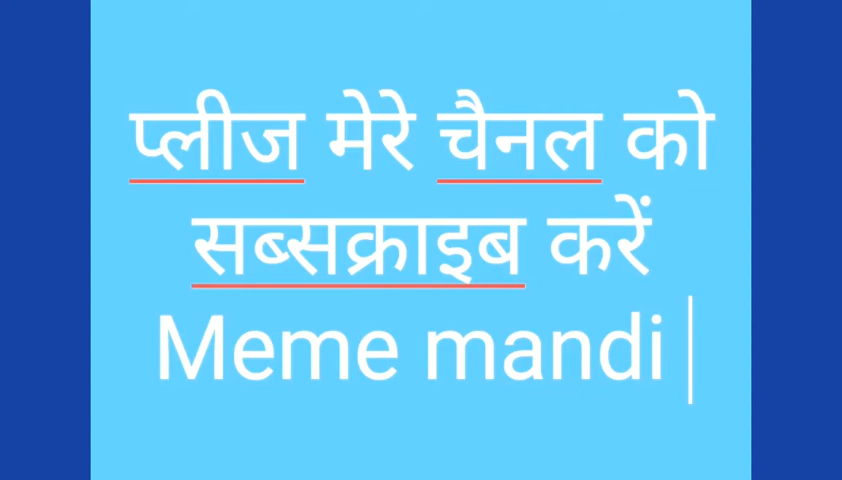 प्लीज मेरे चैनल को
सब्सक्राइब करें
Meme mandi